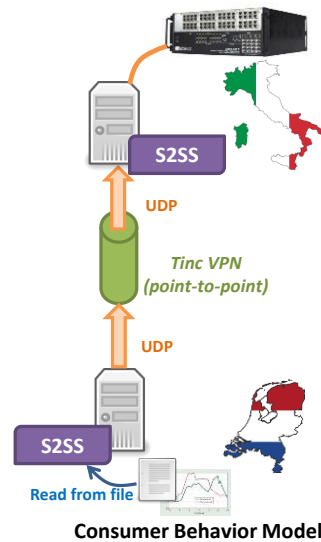 S2SS
UDP
Tinc VPN
(point-to-point)
UDP
S2SS
Read from file
Consumer Behavior Model